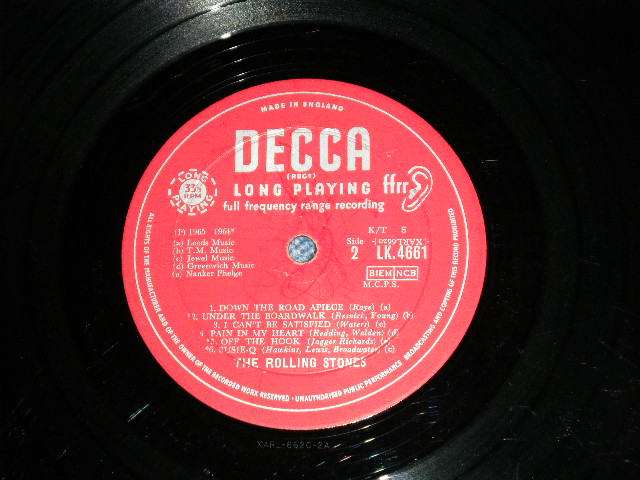 MADE IN ENGLAND
DECCA
(REGD)
LONG PLAYING
33⅓
RPM
LONG PLAYING ffrr
full frequency range recording
(P) 1965 1964*
(a) Leeds Music
(b) T.M. Music
(c) Jewel Music
(d) Greenwich Music
(e) Nanker Phelge
K/T S
Side
2 LK.4661
BIEM NCB
M.C.P.S.
1. DOWN THE ROAD APIECE (Raye) (a)
*2. UNDER THE BOARDWALK (Resnick, Young) (b)
3. I CAN'T BE SATISFIED (Waters) (c)
4. PAIN IN MY HEART (Redding, Walden) (d)
*5. OFF THE HOOK (Jagger Richards) (e)
*6. SUSIE-Q (Hawkins, Lewis, Broadwater) (c)
THE ROLLING STONES
ALL RIGHTS OF THE MANUFACTURER AND OF THE OWNER OF THE RECORDED WORK RESERVED • UNAUTHORISED PUBLIC PERFORMANCE BROADCASTING AND COPYING OF THIS RECORD PROHIBITED
XARL-6620-2A